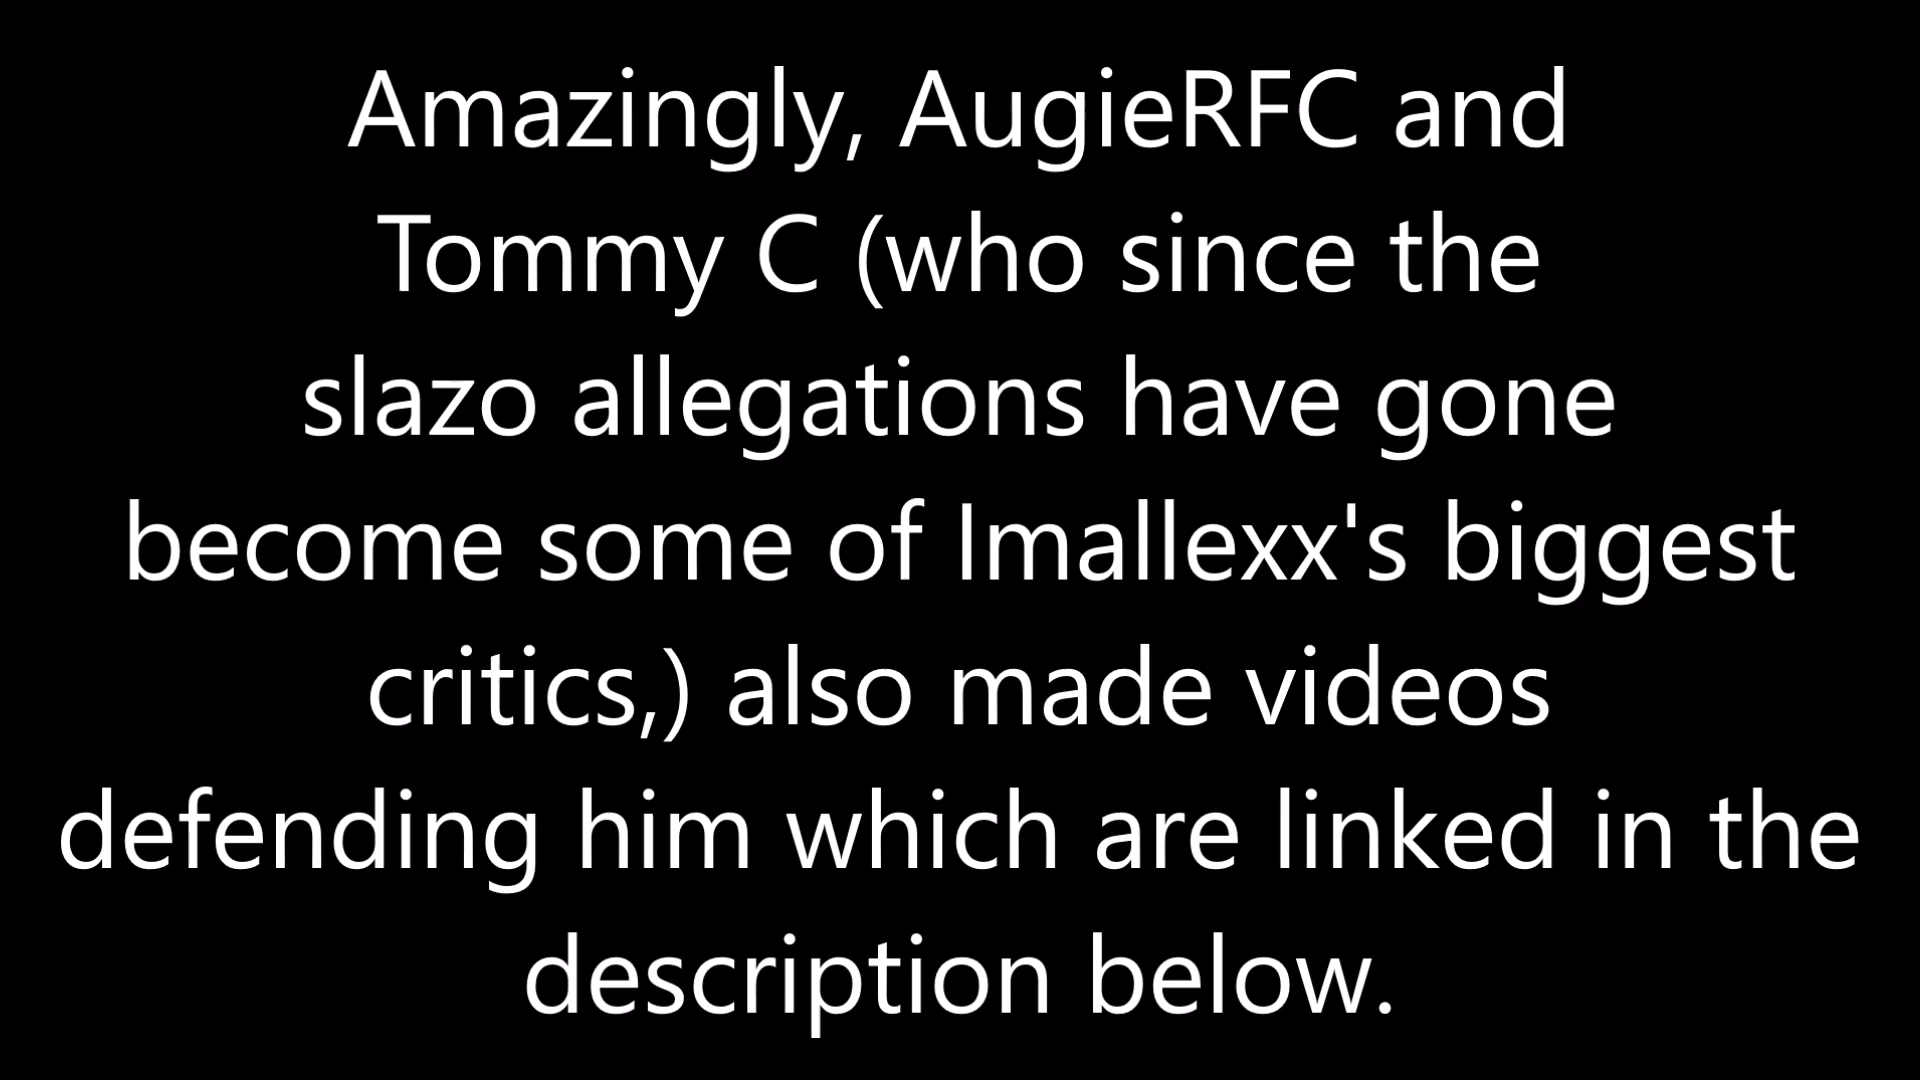 Amazingly, AugieRFC and
Tommy C (who since the
slazo allegations have gone
become some of Imallexx's biggest
critics,) also made videos
defending him which are linked in the
description below.